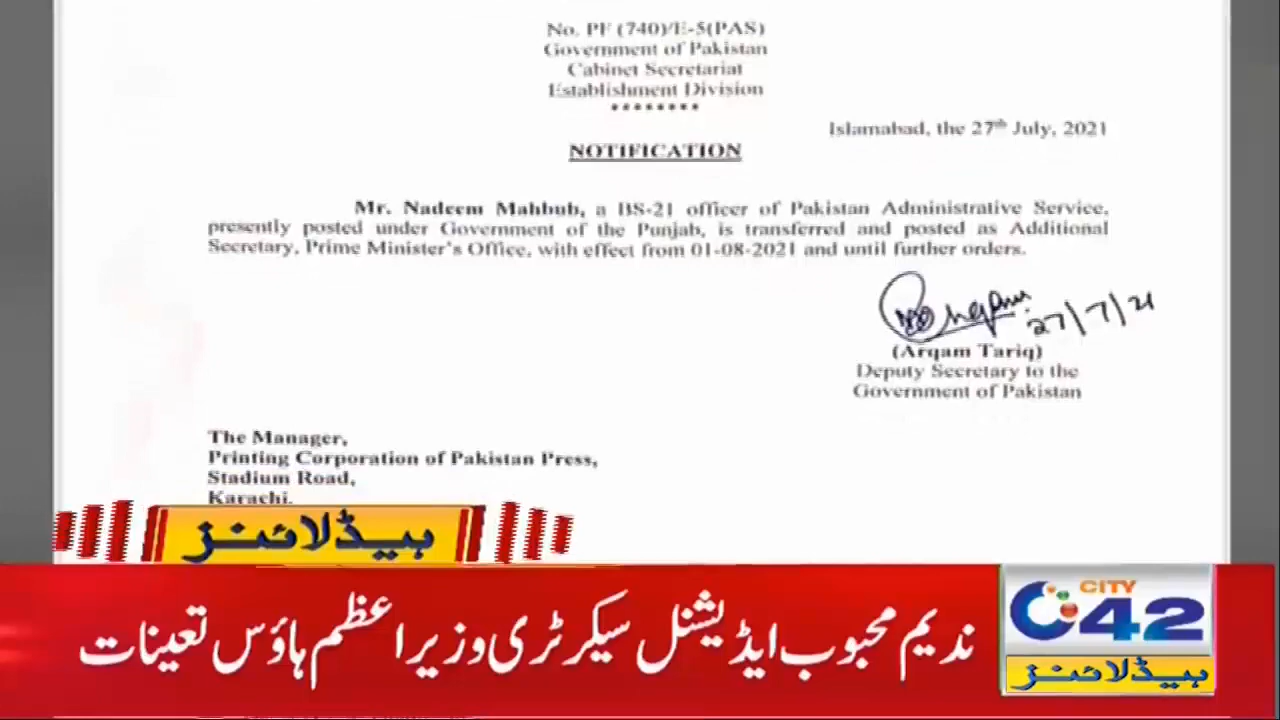 No. PF (740)/E-5(PAS)
Government of Pakistan
Cabinet Secretariat
Establishment Division
********
Islamabad, the 27th July, 2021
NOTIFICATION
Mr. Nadeem Mahbub, a BS-21 officer of Pakistan Administrative Service,
presently posted under Government of the Punjab, is transferred and posted as Additional
Secretary, Prime Minister's Office, with effect from 01-08-2021 and until further orders.
27/7/21
(Arqam Tariq)
Deputy Secretary to the
Government of Pakistan
The Manager,
Printing Corporation of Pakistan Press,
Stadium Road,
Karachi.
ہیڈلائنز
ندیم محبوب ایڈیشنل سیکرٹری وزیراعظم ہاؤس تعینات
CITY
42
ہیڈلائنز